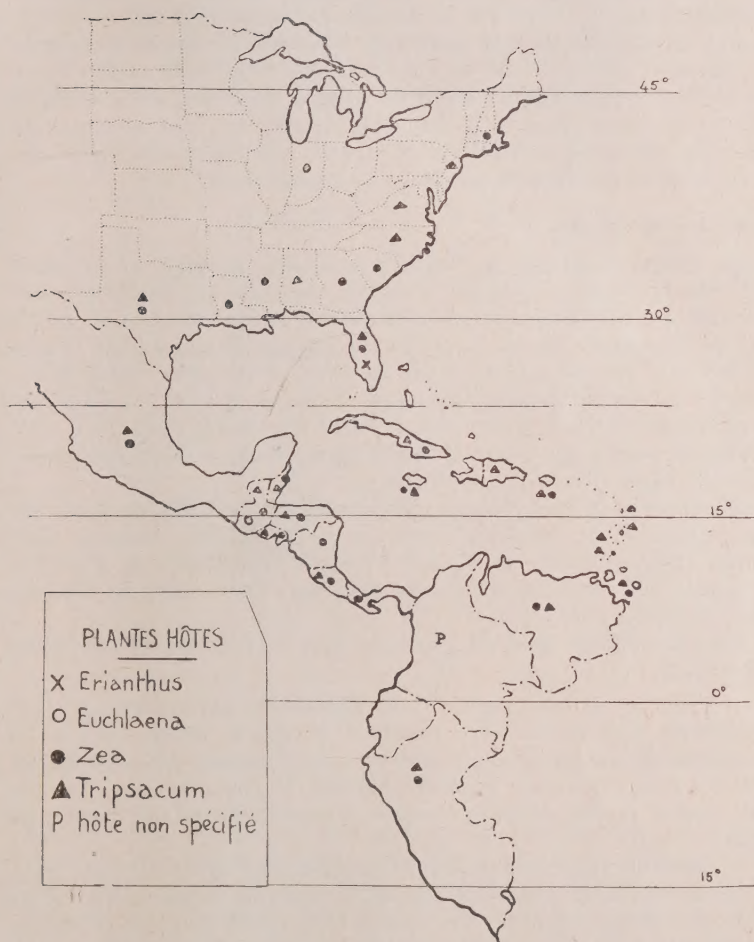 45°
30°
15°
P
0°
15°
PLANTES HÔTES
X Erianthus
O Euchlaena
● Zea
▲ Tripsacum
P hôte non spécifié